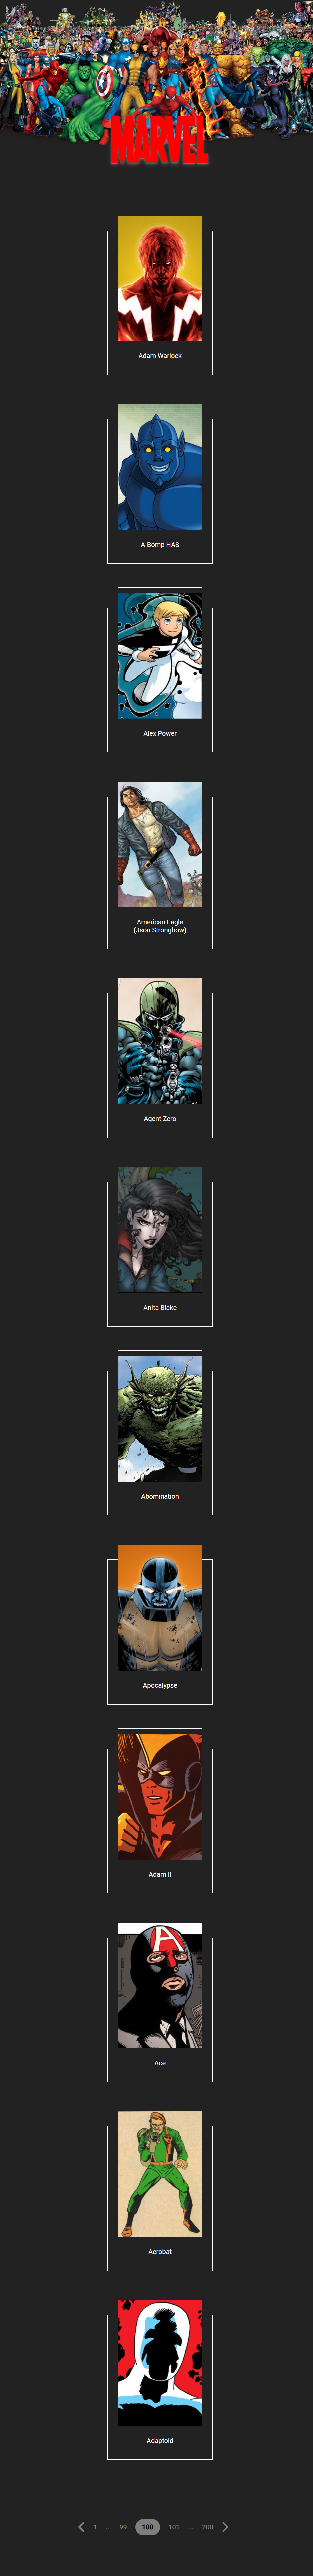 MARVEL
Adam Warlock
A-Bomp HAS
Alex Power
American Eagle
(Json Strongbow)
Agent Zero
Anita Blake
Abomination
Apocalypse
Adam II
A
Ace
Acrobat
Adaptoid
1 ... 99 100 101 ... 200